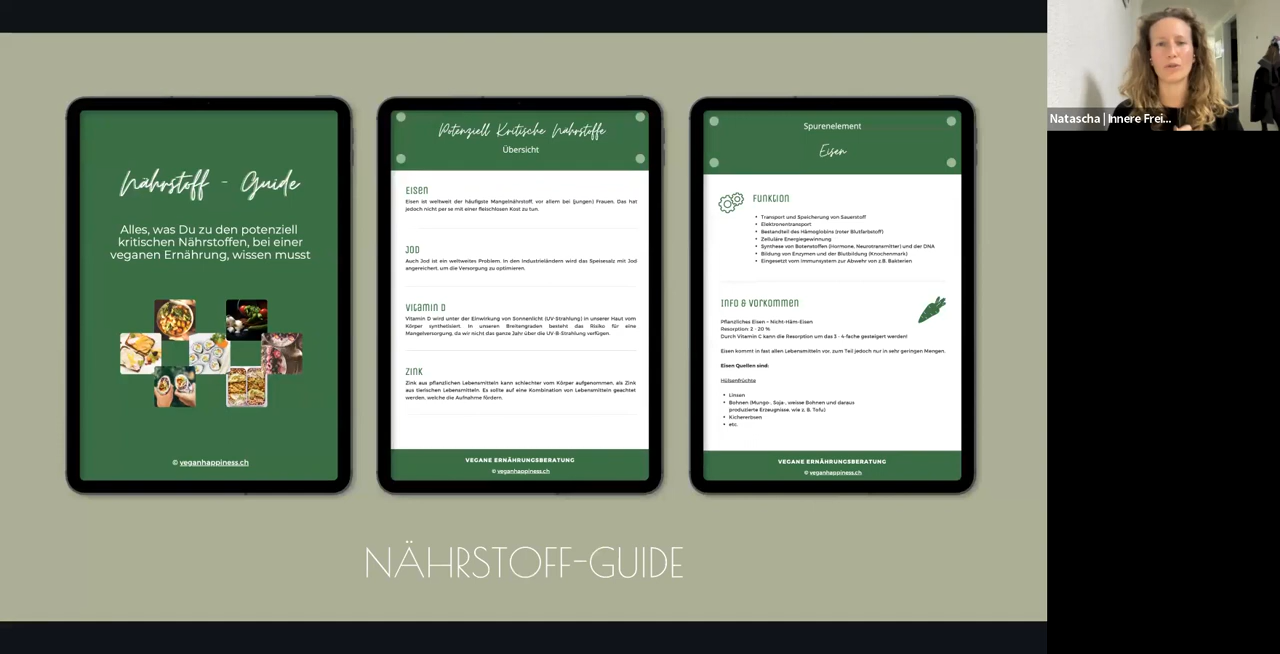 Nährstoff - Guide
Alles, was Du zu den potenziell
kritischen Nährstoffen, bei einer
veganen Ernährung, wissen musst
© veganhappiness.ch
Potenziell Kritische Nährstoffe
Übersicht
Eisen
Eisen ist weltweit der häufigste Mangelnährstoff, vor allem bei (jungen) Frauen. Das hat
jedoch nicht per se mit einer fleischlosen Kost zu tun.
Jod
Auch Jod ist ein weltweites Problem. In den Industrieländern wird das Speisesalz mit Jod
angereichert, um die Versorgung zu optimieren.
Vitamin D
Vitamin D wird unter der Einwirkung von Sonnenlicht (UV-Strahlung) in unserer Haut vom
Körper synthetisiert. In unseren Breitengraden besteht das Risiko für eine
Mangelversorgung, da wir nicht das ganze Jahr über die UV-B-Strahlung verfügen.
Zink
Zink aus pflanzlichen Lebensmitteln kann schlechter vom Körper aufgenommen, als Zink
aus tierischen Lebensmitteln. Es sollte auf eine Kombination von Lebensmitteln geachtet
werden, welche die Aufnahme fördern.
VEGANE ERNÄHRUNGSBERATUNG
© veganhappiness.ch
Spurenelement
Eisen
Funktion
• Transport und Speicherung von Sauerstoff
• Elektronentransport
• Bestandteil des Hämoglobins (roter Blutfarbstoff)
• Zelluläre Energiegewinnung
• Synthese von Botenstoffen (Hormone, Neurotransmitter) und der DNA
• Bildung von Enzymen und der Blutbildung (Knochenmark)
• Eingesetzt vom Immunsystem zur Abwehr von z.B. Bakterien
Info & Vorkommen
Pflanzliches Eisen – Nicht-Häm-Eisen
Resorption: 2 - 20 %
Durch Vitamin C kann die Resorption um das 3 - 4-fache gesteigert werden!
Eisen kommt in fast allen Lebensmitteln vor, zum Teil jedoch nur in sehr geringen Mengen.
Eisen Quellen sind:
Hülsenfrüchte
• Linsen
• Bohnen (Mungo-, Soja-, weisse Bohnen und daraus
produzierte Erzeugnisse, wie z. B. Tofu)
• Kichererbsen
• etc.
VEGANE ERNÄHRUNGSBERATUNG
© veganhappiness.ch
NÄHRSTOFF-GUIDE
Natascha | Innere Frei...